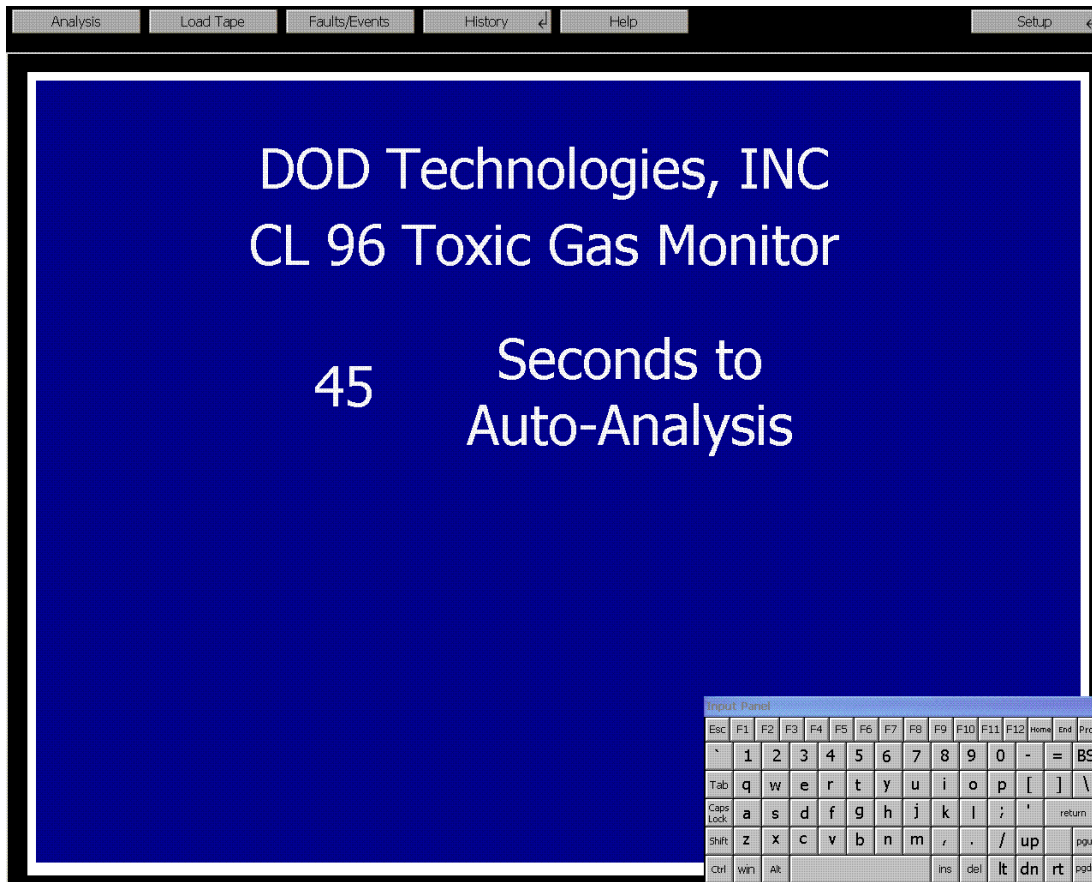 Analysis Load Tape Faults/Events History Help Setup
DOD Technologies, INC
CL 96 Toxic Gas Monitor
45 Seconds to
Auto-Analysis
Input Panel
Esc F1 F2 F3 F4 F5 F6 F7 F8 F9 F10 F11 F12 Home End
` 1 2 3 4 5 6 7 8 9 0 - = BS
Tab q w e r t y u i o p [ ] \
Caps Lock a s d f g h j k l ; ' return
Shift z x c v b n m , . / up pgu
Ctrl win Alt ins del lt dn rt pgd